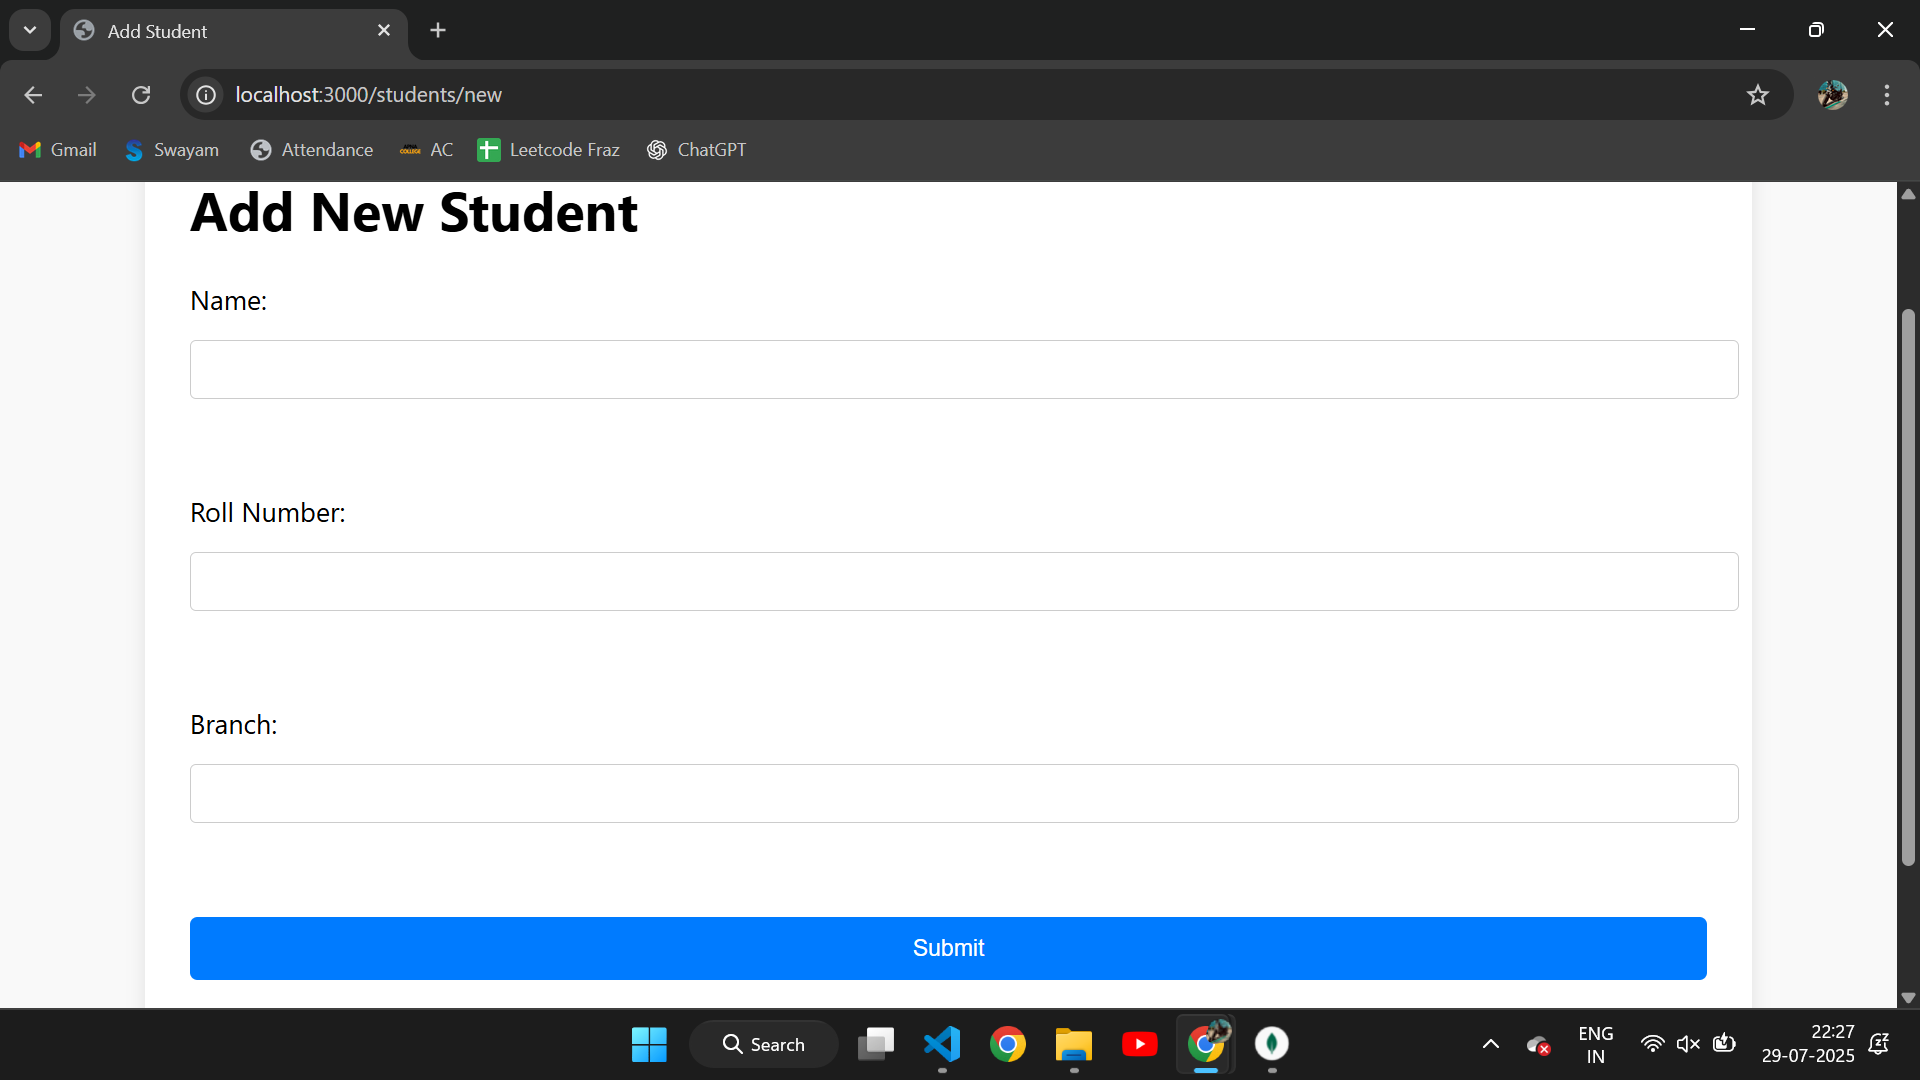 Add Student
localhost:3000/students/new
Gmail
Swayam
Attendance
AC
Leetcode Fraz
ChatGPT
Add New Student
Name:
Roll Number:
Branch:
Submit
Search
ENG
IN
22:27
29-07-2025